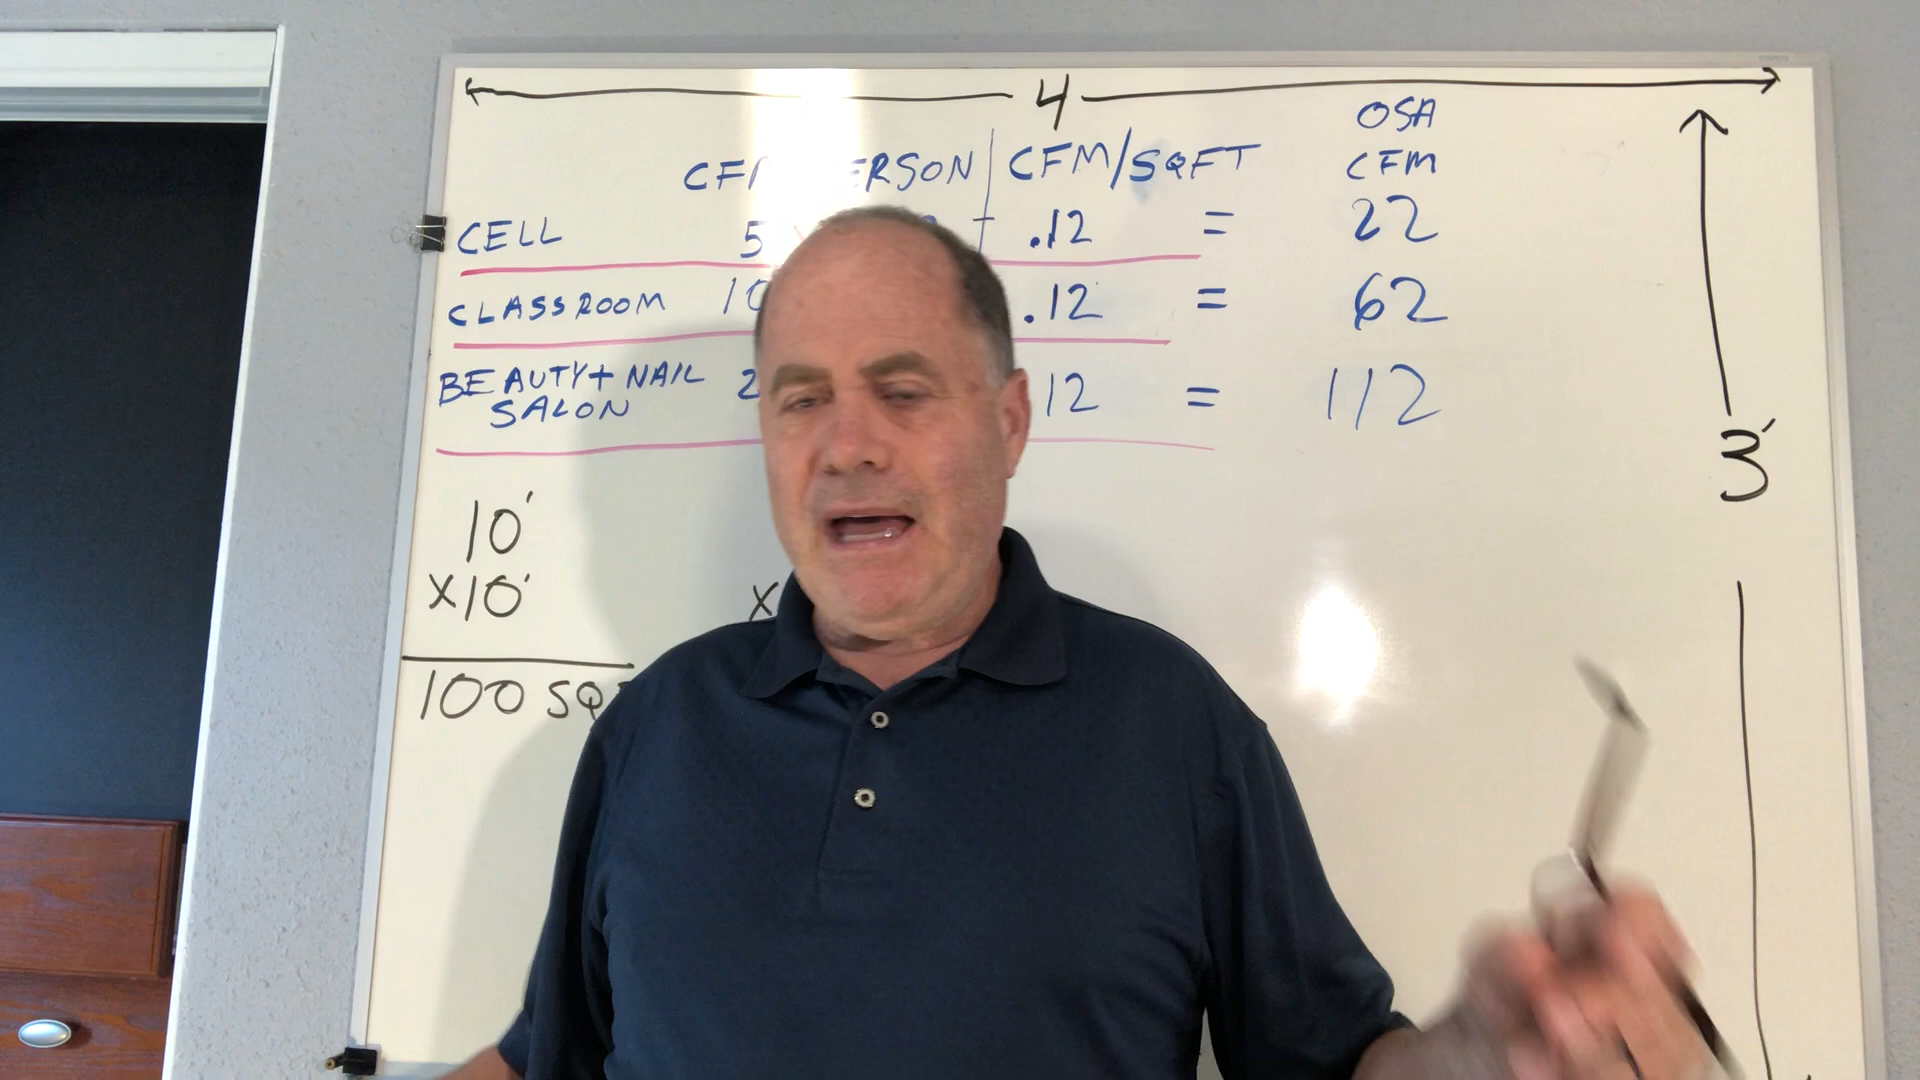 4
OSA
CFM/SQFT CFM
CELL 5 .12 = 22
CLASSROOM 10 .12 = 62
BEAUTY + NAIL 12 = 112
SALON
3'
10'
X10'
X
100